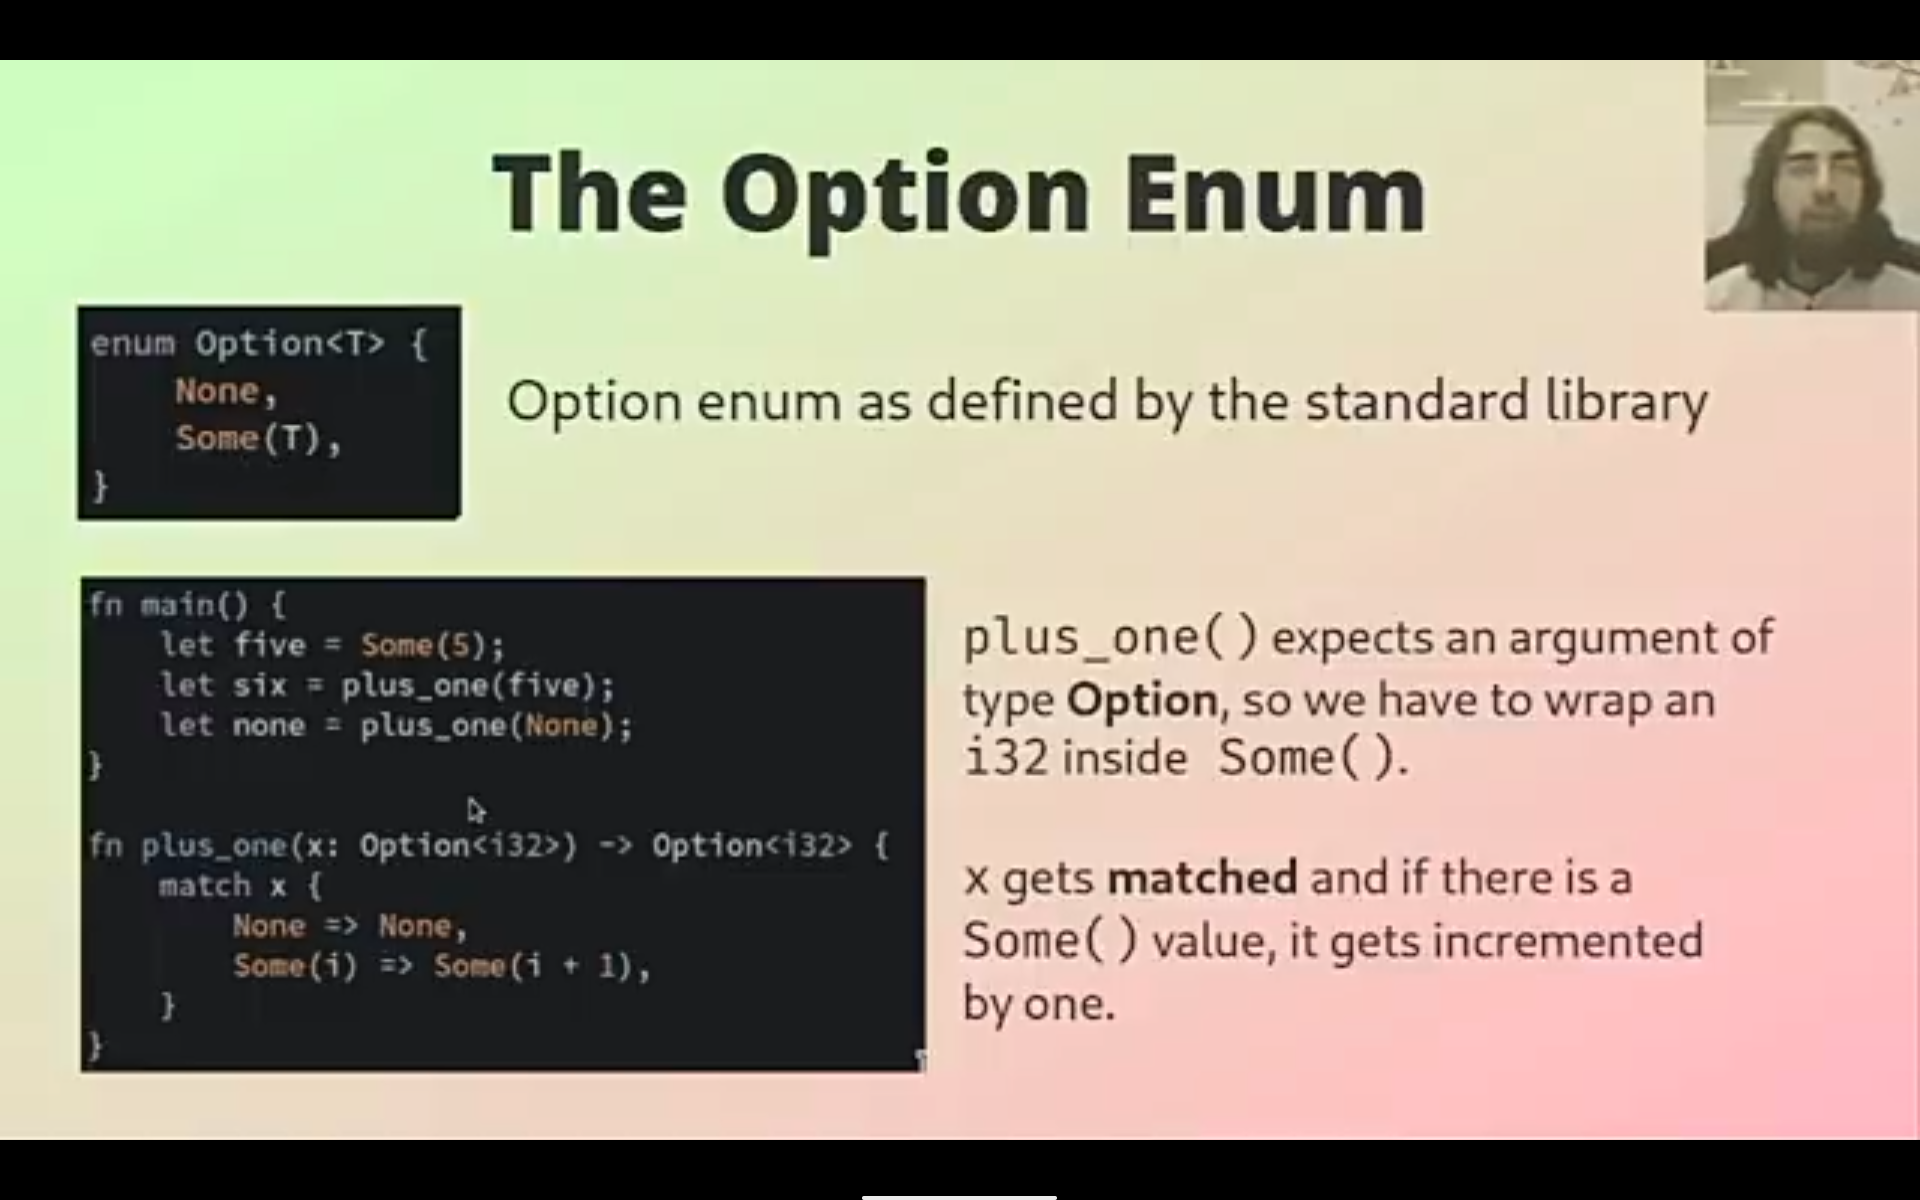 The Option Enum
enum Option<T> {
    None,
    Some(T),
}
Option enum as defined by the standard library
fn main() {
    let five = Some(5);
    let six = plus_one(five);
    let none = plus_one(None);
}
fn plus_one(x: Option<i32>) -> Option<i32> {
    match x {
        None => None,
        Some(i) => Some(i + 1),
    }
}
plus_one() expects an argument of
type Option, so we have to wrap an
i32 inside Some().
x gets matched and if there is a
Some() value, it gets incremented
by one.